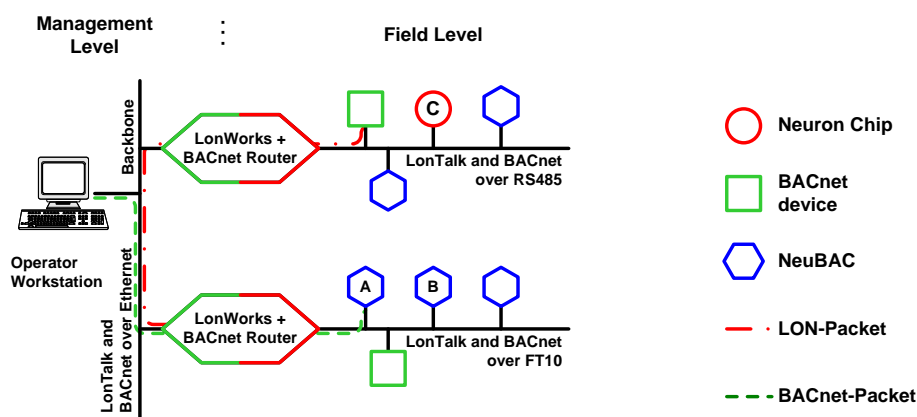 Management
Level
⋮
Field Level
Backbone
LonWorks +
BACnet Router
C
LonTalk and BACnet
over RS485
Operator
Workstation
LonTalk and
BACnet over Ethernet
LonWorks +
BACnet Router
A
B
LonTalk and BACnet
over FT10
Neuron Chip
BACnet
device
NeuBAC
LON-Packet
BACnet-Packet